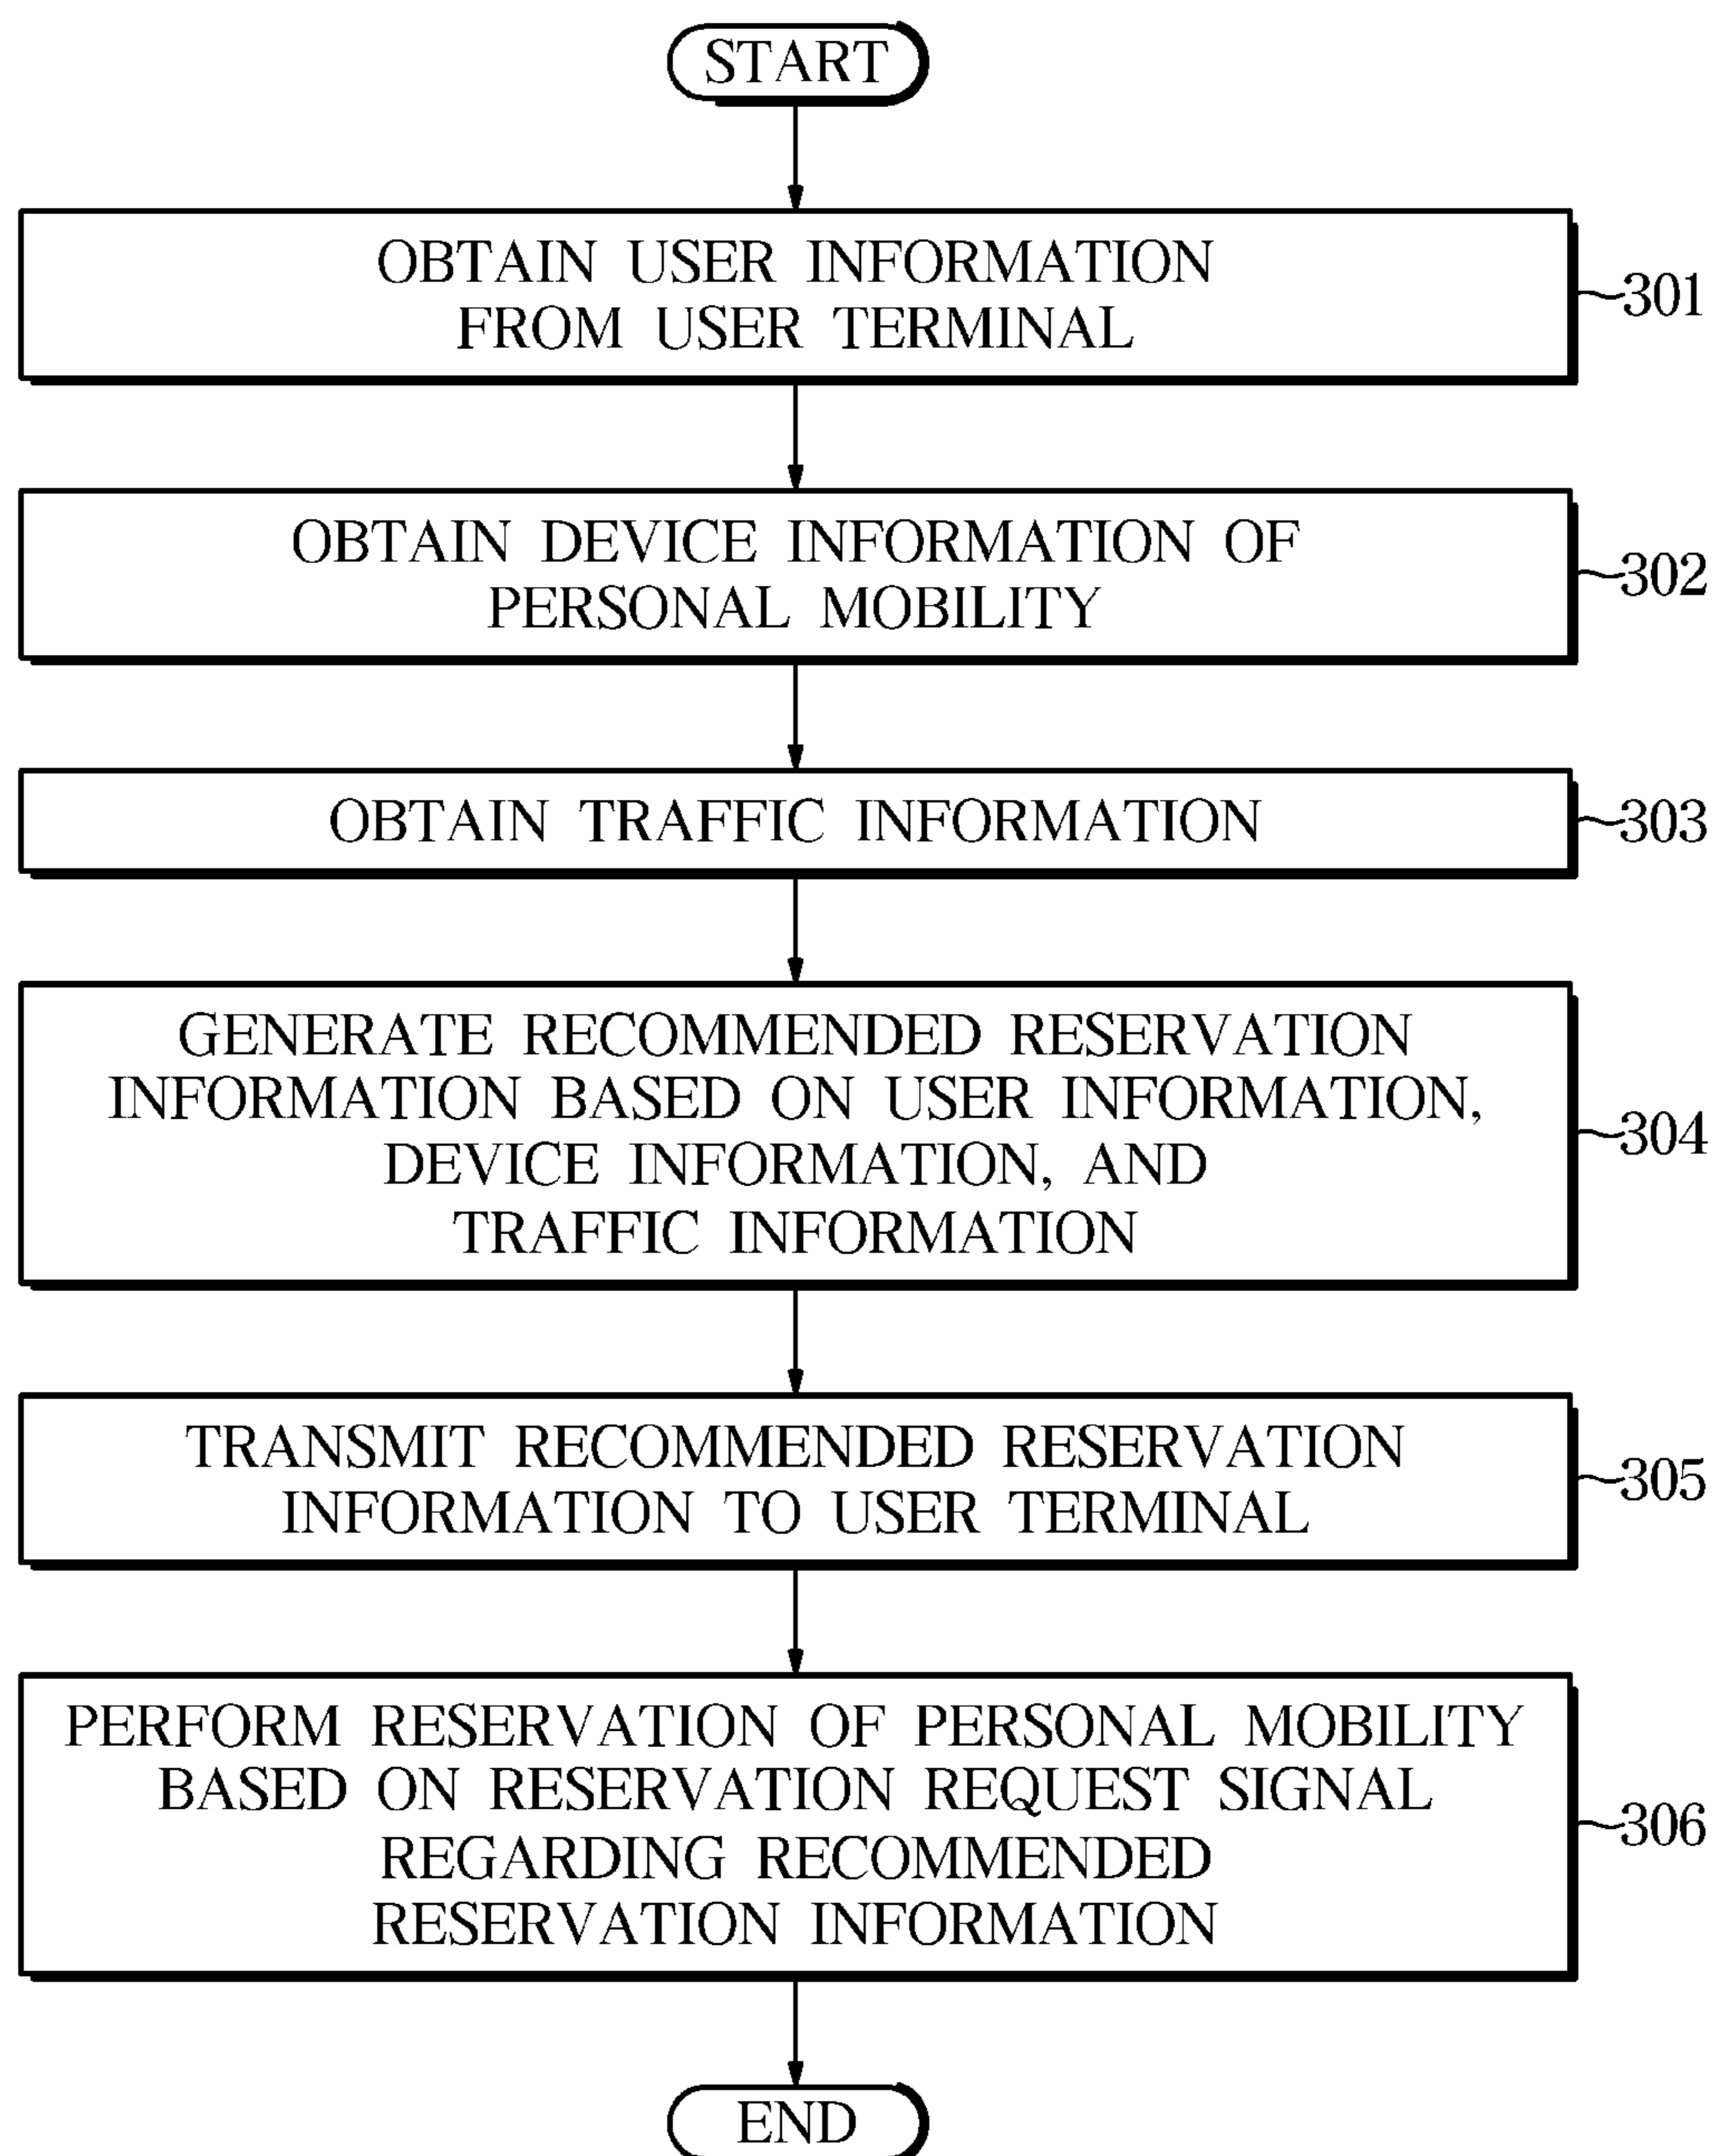 START
OBTAIN USER INFORMATION
FROM USER TERMINAL
301
OBTAIN DEVICE INFORMATION OF
PERSONAL MOBILITY
302
OBTAIN TRAFFIC INFORMATION
303
GENERATE RECOMMENDED RESERVATION
INFORMATION BASED ON USER INFORMATION,
DEVICE INFORMATION, AND
TRAFFIC INFORMATION
304
TRANSMIT RECOMMENDED RESERVATION
INFORMATION TO USER TERMINAL
305
PERFORM RESERVATION OF PERSONAL MOBILITY
BASED ON RESERVATION REQUEST SIGNAL
REGARDING RECOMMENDED
RESERVATION INFORMATION
306
END